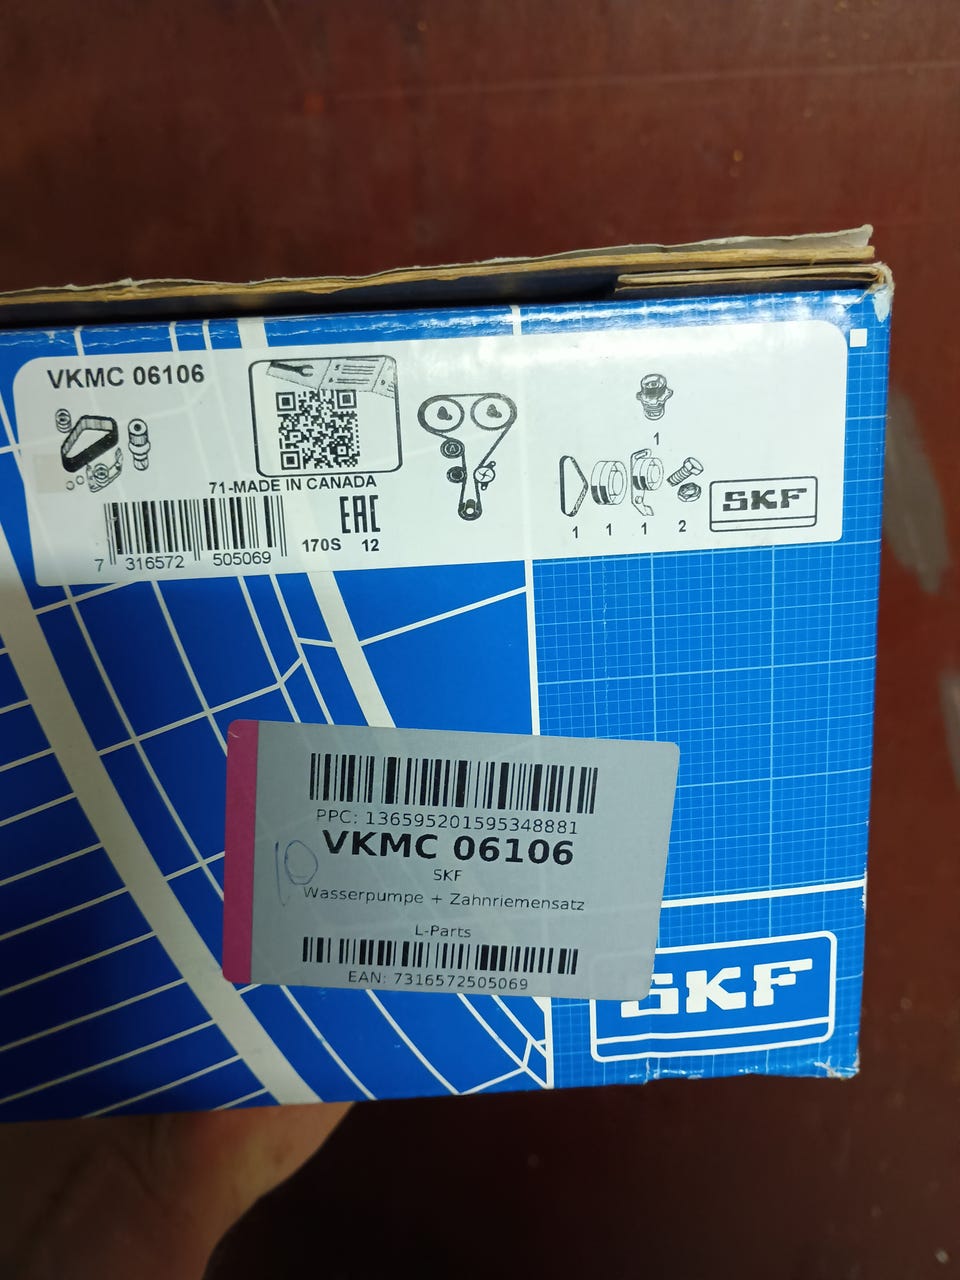 VKMC 06106
71-MADE IN CANADA
EAC
7 316572 505069
170S 12
A
1
1 1 1 2
SKF
PPC: 136595201595348881
VKMC 06106
10
SKF
Wasserpumpe + Zahnriemensatz
L-Parts
EAN: 7316572505069
SKF